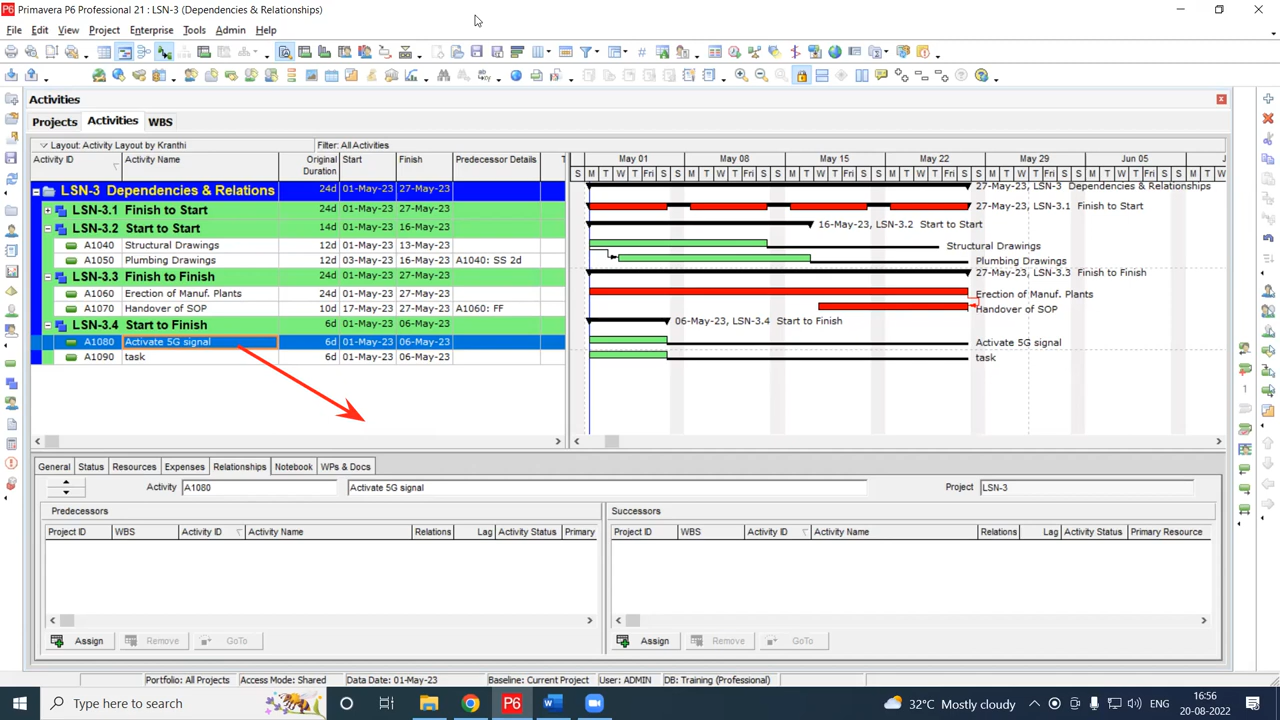 Primavera P6 Professional 21 : LSN-3 (Dependencies & Relationships)
File Edit View Project Enterprise Tools Admin Help
Activities
Projects Activities WBS
Layout: Activity Layout by Kranthi Filter: All Activities
Activity ID Activity Name Original Duration Start Finish Predecessor Details T
May 01 May 08 May 15 May 22 May 29 Jun 05 Jun
S M T W T Fri S S M T W T Fri S S M T W T Fri S S M T W T Fri S S M T W T Fri S S M T W T Fri S S M T
LSN-3 Dependencies & Relations 24d 01-May-23 27-May-23
27-May-23, LSN-3 Dependencies & Relationships
LSN-3.1 Finish to Start 24d 01-May-23 27-May-23
27-May-23, LSN-3.1 Finish to Start
LSN-3.2 Start to Start 14d 01-May-23 16-May-23
16-May-23, LSN-3.2 Start to Start
A1040 Structural Drawings 12d 01-May-23 13-May-23
Structural Drawings
A1050 Plumbing Drawings 12d 03-May-23 16-May-23 A1040: SS 2d
Plumbing Drawings
LSN-3.3 Finish to Finish 24d 01-May-23 27-May-23
27-May-23, LSN-3.3 Finish to Finish
A1060 Erection of Manuf. Plants 24d 01-May-23 27-May-23
Erection of Manuf. Plants
A1070 Handover of SOP 10d 17-May-23 27-May-23 A1060: FF
Handover of SOP
LSN-3.4 Start to Finish 6d 01-May-23 06-May-23
06-May-23, LSN-3.4 Start to Finish
A1080 Activate 5G signal 6d 01-May-23 06-May-23
Activate 5G signal
A1090 task 6d 01-May-23 06-May-23
task
General Status Resources Expenses Relationships Notebook WPs & Docs
Activity A1080 Activate 5G signal Project LSN-3
Predecessors Successors
Project ID WBS Activity ID Activity Name Relations Lag Activity Status Primary
Project ID WBS Activity ID Activity Name Relations Lag Activity Status Primary Resource
Assign Remove GoTo Assign Remove GoTo
Portfolio: All Projects Access Mode: Shared Data Date: 01-May-23 Baseline: Current Project User: ADMIN DB: Training (Professional)
Type here to search P6 32°C Mostly cloudy 16:56
20-08-2022